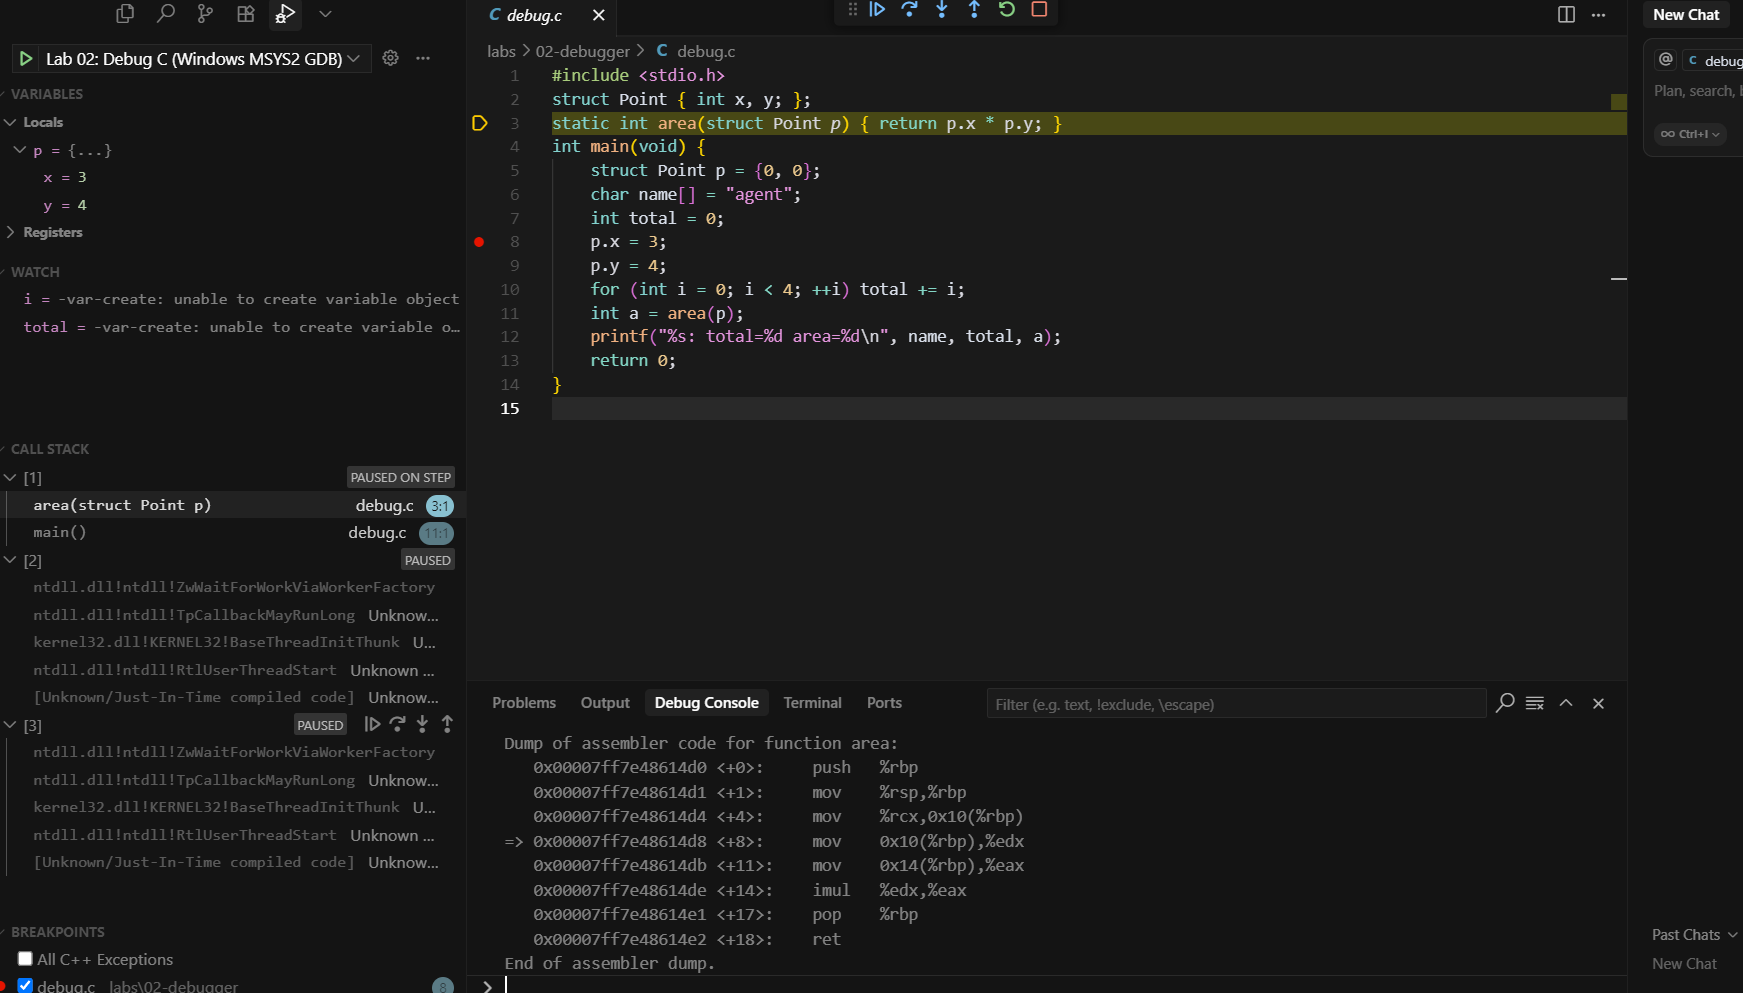 Lab 02: Debug C (Windows MSYS2 GDB)
VARIABLES
Locals
p = {...}
x = 3
y = 4
Registers
WATCH
i = -var-create: unable to create variable object
total = -var-create: unable to create variable o…
CALL STACK
[1] PAUSED ON STEP
area(struct Point p) debug.c 3:1
main() debug.c 11:1
[2] PAUSED
ntdll.dll!ntdll!ZwWaitForWorkViaWorkerFactory
ntdll.dll!ntdll!TpCallbackMayRunLong Unknow...
kernel32.dll!KERNEL32!BaseThreadInitThunk U...
ntdll.dll!ntdll!RtlUserThreadStart Unknown ...
[Unknown/Just-In-Time compiled code] Unknow...
[3] PAUSED
ntdll.dll!ntdll!ZwWaitForWorkViaWorkerFactory
ntdll.dll!ntdll!TpCallbackMayRunLong Unknow...
kernel32.dll!KERNEL32!BaseThreadInitThunk U...
ntdll.dll!ntdll!RtlUserThreadStart Unknown ...
[Unknown/Just-In-Time compiled code] Unknow...
BREAKPOINTS
All C++ Exceptions
debug.c labs\02-debugger 8
C debug.c
labs > 02-debugger > C debug.c
1 #include <stdio.h>
2 struct Point { int x, y; };
3 static int area(struct Point p) { return p.x * p.y; }
4 int main(void) {
5 struct Point p = {0, 0};
6 char name[] = "agent";
7 int total = 0;
8 p.x = 3;
9 p.y = 4;
10 for (int i = 0; i < 4; ++i) total += i;
11 int a = area(p);
12 printf("%s: total=%d area=%d\n", name, total, a);
13 return 0;
14 }
15
Problems Output Debug Console Terminal Ports Filter (e.g. text, !exclude, \escape)
Dump of assembler code for function area:
0x00007ff7e48614d0 <+0>: push %rbp
0x00007ff7e48614d1 <+1>: mov %rsp,%rbp
0x00007ff7e48614d4 <+4>: mov %rcx,0x10(%rbp)
=> 0x00007ff7e48614d8 <+8>: mov 0x10(%rbp),%edx
0x00007ff7e48614db <+11>: mov 0x14(%rbp),%eax
0x00007ff7e48614de <+14>: imul %edx,%eax
0x00007ff7e48614e1 <+17>: pop %rbp
0x00007ff7e48614e2 <+18>: ret
End of assembler dump.
>
New Chat
@ C debug
Plan, search, b
∞ Ctrl+I
Past Chats
New Chat